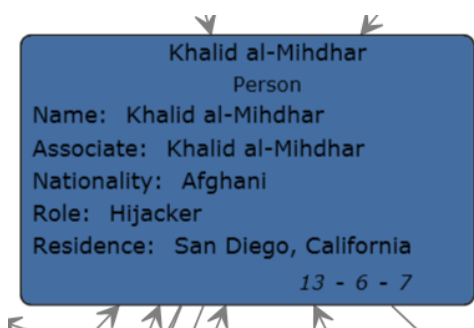 Khalid al-Mihdhar
Person
Name: Khalid al-Mihdhar
Associate: Khalid al-Mihdhar
Nationality: Afghani
Role: Hijacker
Residence: San Diego, California
13 - 6 - 7